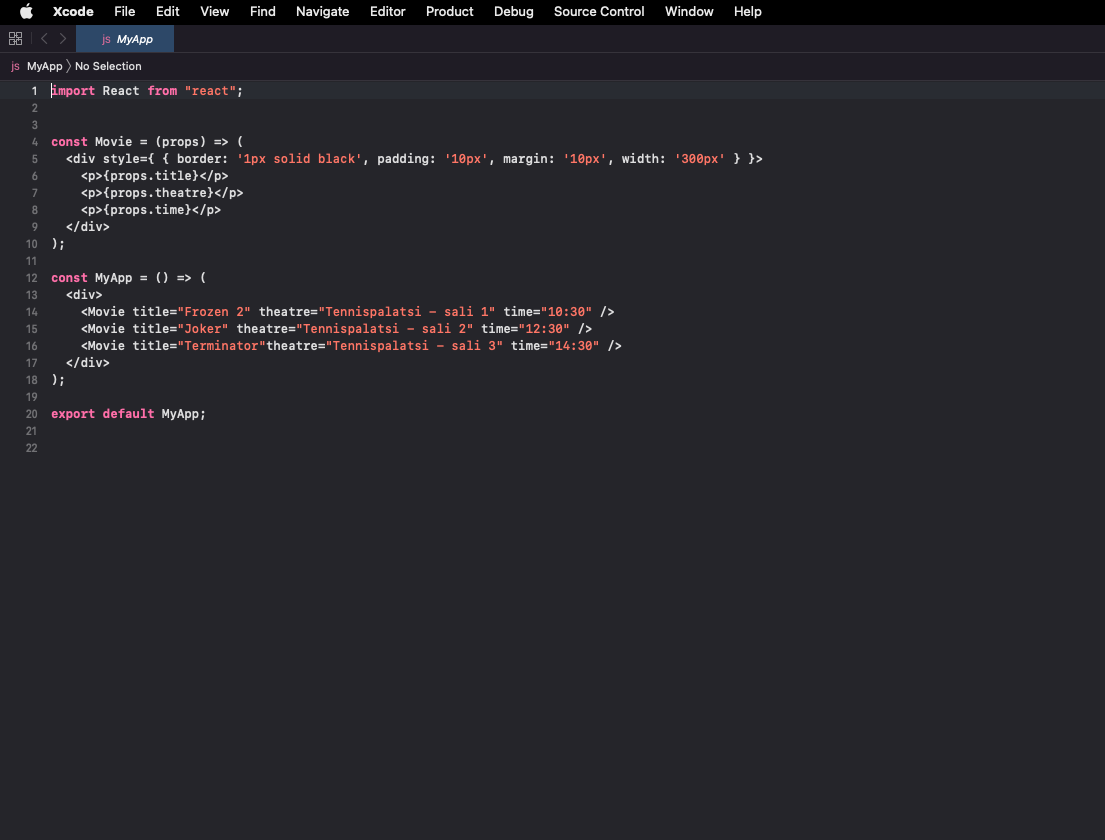 Xcode File Edit View Find Navigate Editor Product Debug Source Control Window Help
js MyApp
js MyApp No Selection
1 import React from "react";
2
3
4 const Movie = (props) => (
5   <div style={ { border: '1px solid black', padding: '10px', margin: '10px', width: '300px' } }>
6     <p>{props.title}</p>
7     <p>{props.theatre}</p>
8     <p>{props.time}</p>
9   </div>
10 );
11
12 const MyApp = () => (
13   <div>
14     <Movie title="Frozen 2" theatre="Tennispalatsi – sali 1" time="10:30" />
15     <Movie title="Joker" theatre="Tennispalatsi – sali 2" time="12:30" />
16     <Movie title="Terminator"theatre="Tennispalatsi – sali 3" time="14:30" />
17   </div>
18 );
19
20 export default MyApp;
21
22